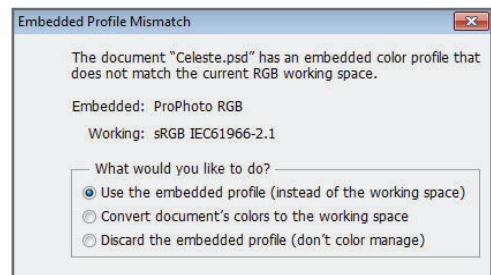 Embedded Profile Mismatch
The document “Celeste.psd” has an embedded color profile that
does not match the current RGB working space.
Embedded: ProPhoto RGB
Working: sRGB IEC61966-2.1
What would you like to do?
Use the embedded profile (instead of the working space)
Convert document's colors to the working space
Discard the embedded profile (don't color manage)